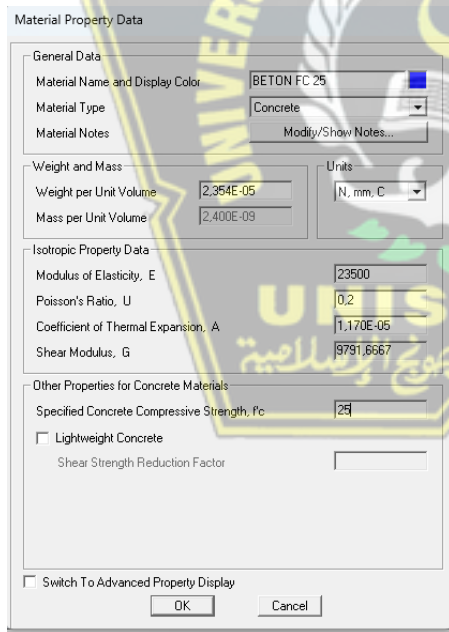 Material Property Data
General Data
Material Name and Display Color BETON FC 25
Material Type Concrete
Material Notes Modify/Show Notes...
Weight and Mass Units
Weight per Unit Volume 2,354E-05 N, mm, C
Mass per Unit Volume 2,400E-09
Isotropic Property Data
Modulus of Elasticity, E 23500
Poisson's Ratio, U 0,2
Coefficient of Thermal Expansion, A 1,170E-05
Shear Modulus, G 9791,6667
Other Properties for Concrete Materials
Specified Concrete Compressive Strength, f'c 25
Lightweight Concrete
Shear Strength Reduction Factor
Switch To Advanced Property Display
OK Cancel
UNIS